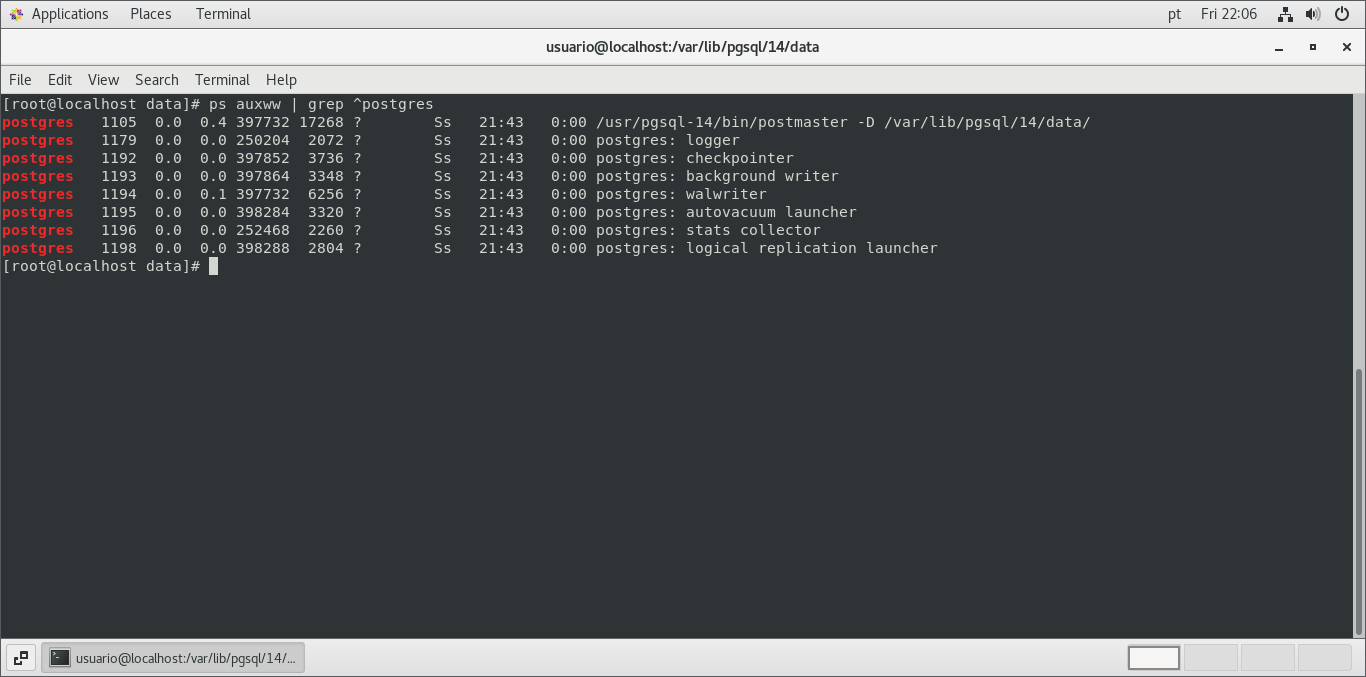 Applications Places Terminal pt Fri 22:06
usuario@localhost:/var/lib/pgsql/14/data
File Edit View Search Terminal Help
[root@localhost data]# ps auxww | grep ^postgres
postgres   1105  0.0  0.4 397732 17268 ?        Ss   21:43   0:00 /usr/pgsql-14/bin/postmaster -D /var/lib/pgsql/14/data/
postgres   1179  0.0  0.0 250204  2072 ?        Ss   21:43   0:00 postgres: logger
postgres   1192  0.0  0.0 397852  3736 ?        Ss   21:43   0:00 postgres: checkpointer
postgres   1193  0.0  0.0 397864  3348 ?        Ss   21:43   0:00 postgres: background writer
postgres   1194  0.0  0.1 397732  6256 ?        Ss   21:43   0:00 postgres: walwriter
postgres   1195  0.0  0.0 398284  3320 ?        Ss   21:43   0:00 postgres: autovacuum launcher
postgres   1196  0.0  0.0 252468  2260 ?        Ss   21:43   0:00 postgres: stats collector
postgres   1198  0.0  0.0 398288  2804 ?        Ss   21:43   0:00 postgres: logical replication launcher
[root@localhost data]#
usuario@localhost:/var/lib/pgsql/14/...